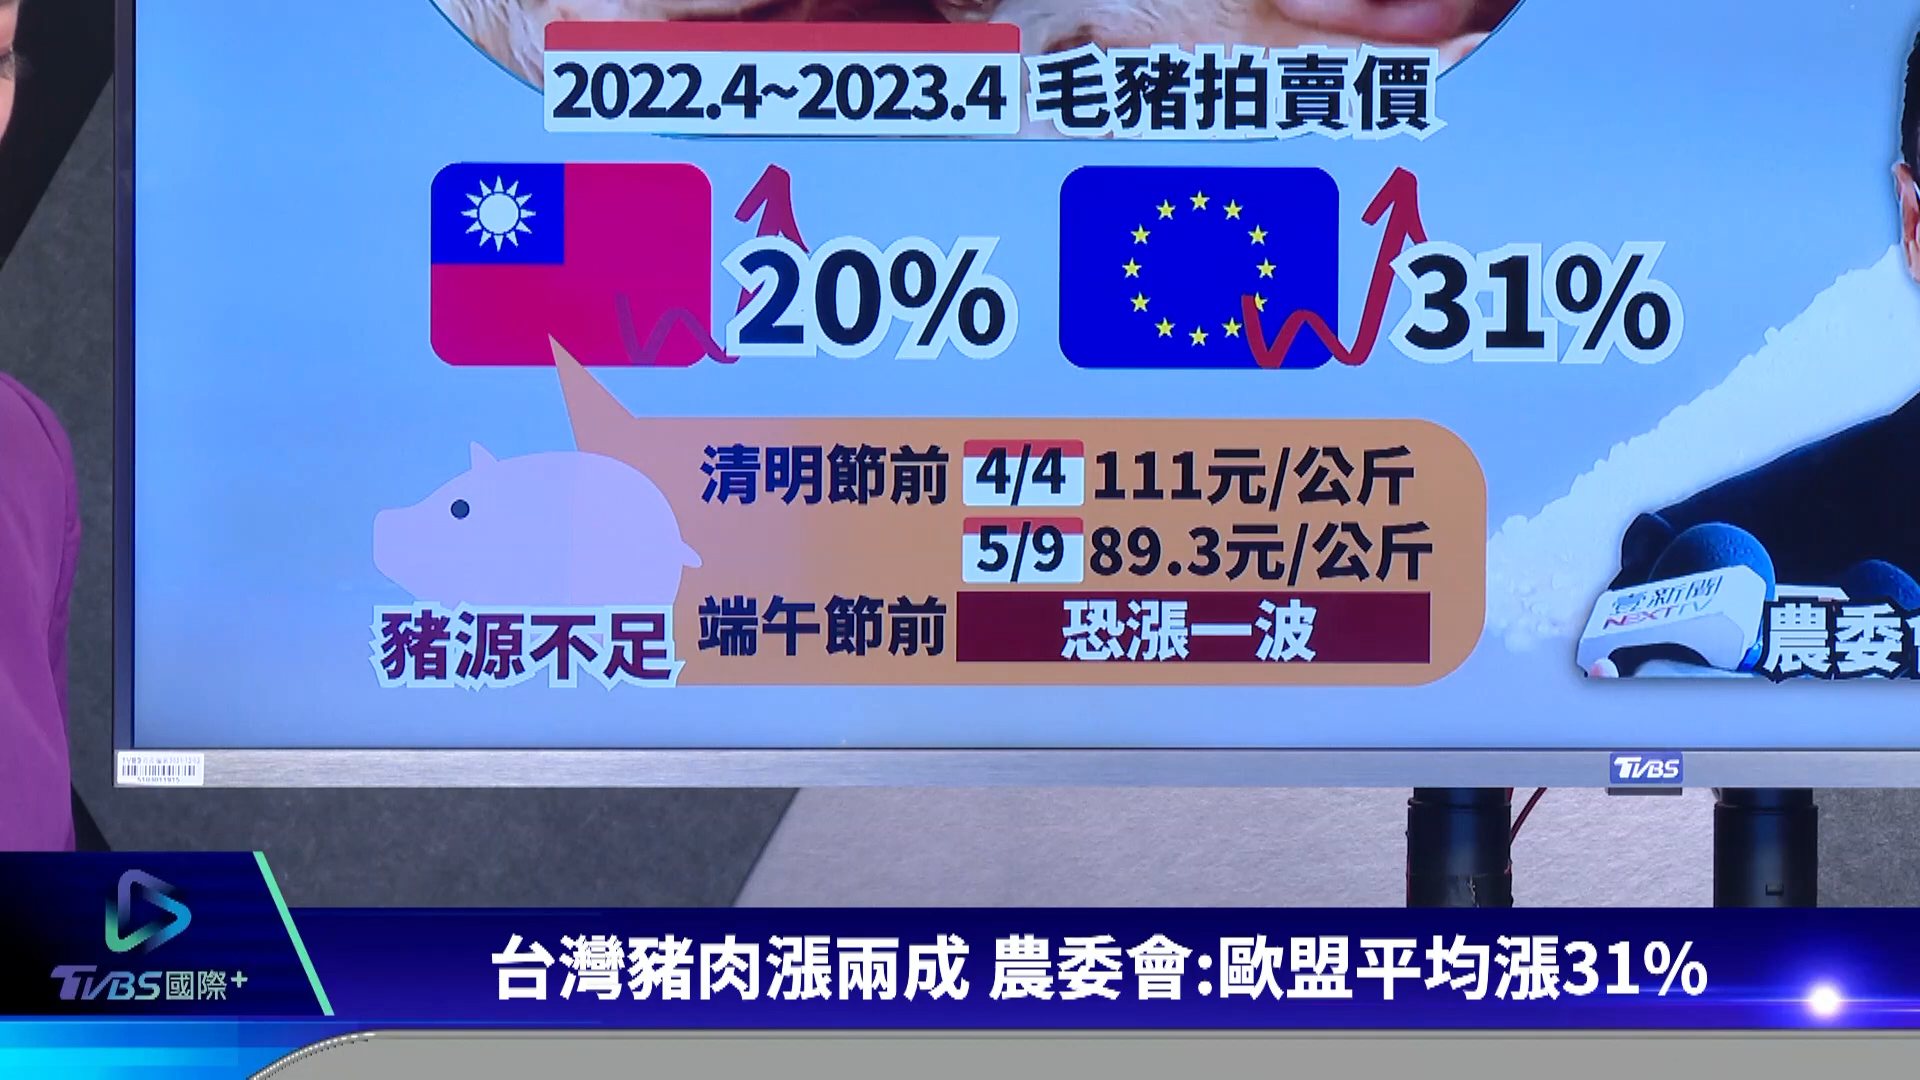 2022.4~2023.4 毛豬拍賣價
20%
31%
清明節前 4/4 111元/公斤
5/9 89.3元/公斤
端午節前 恐漲一波
豬源不足
壹新聞
NEXTTV
農委會
TVBS
台灣豬肉漲兩成 農委會:歐盟平均漲31%
TVBS國際+